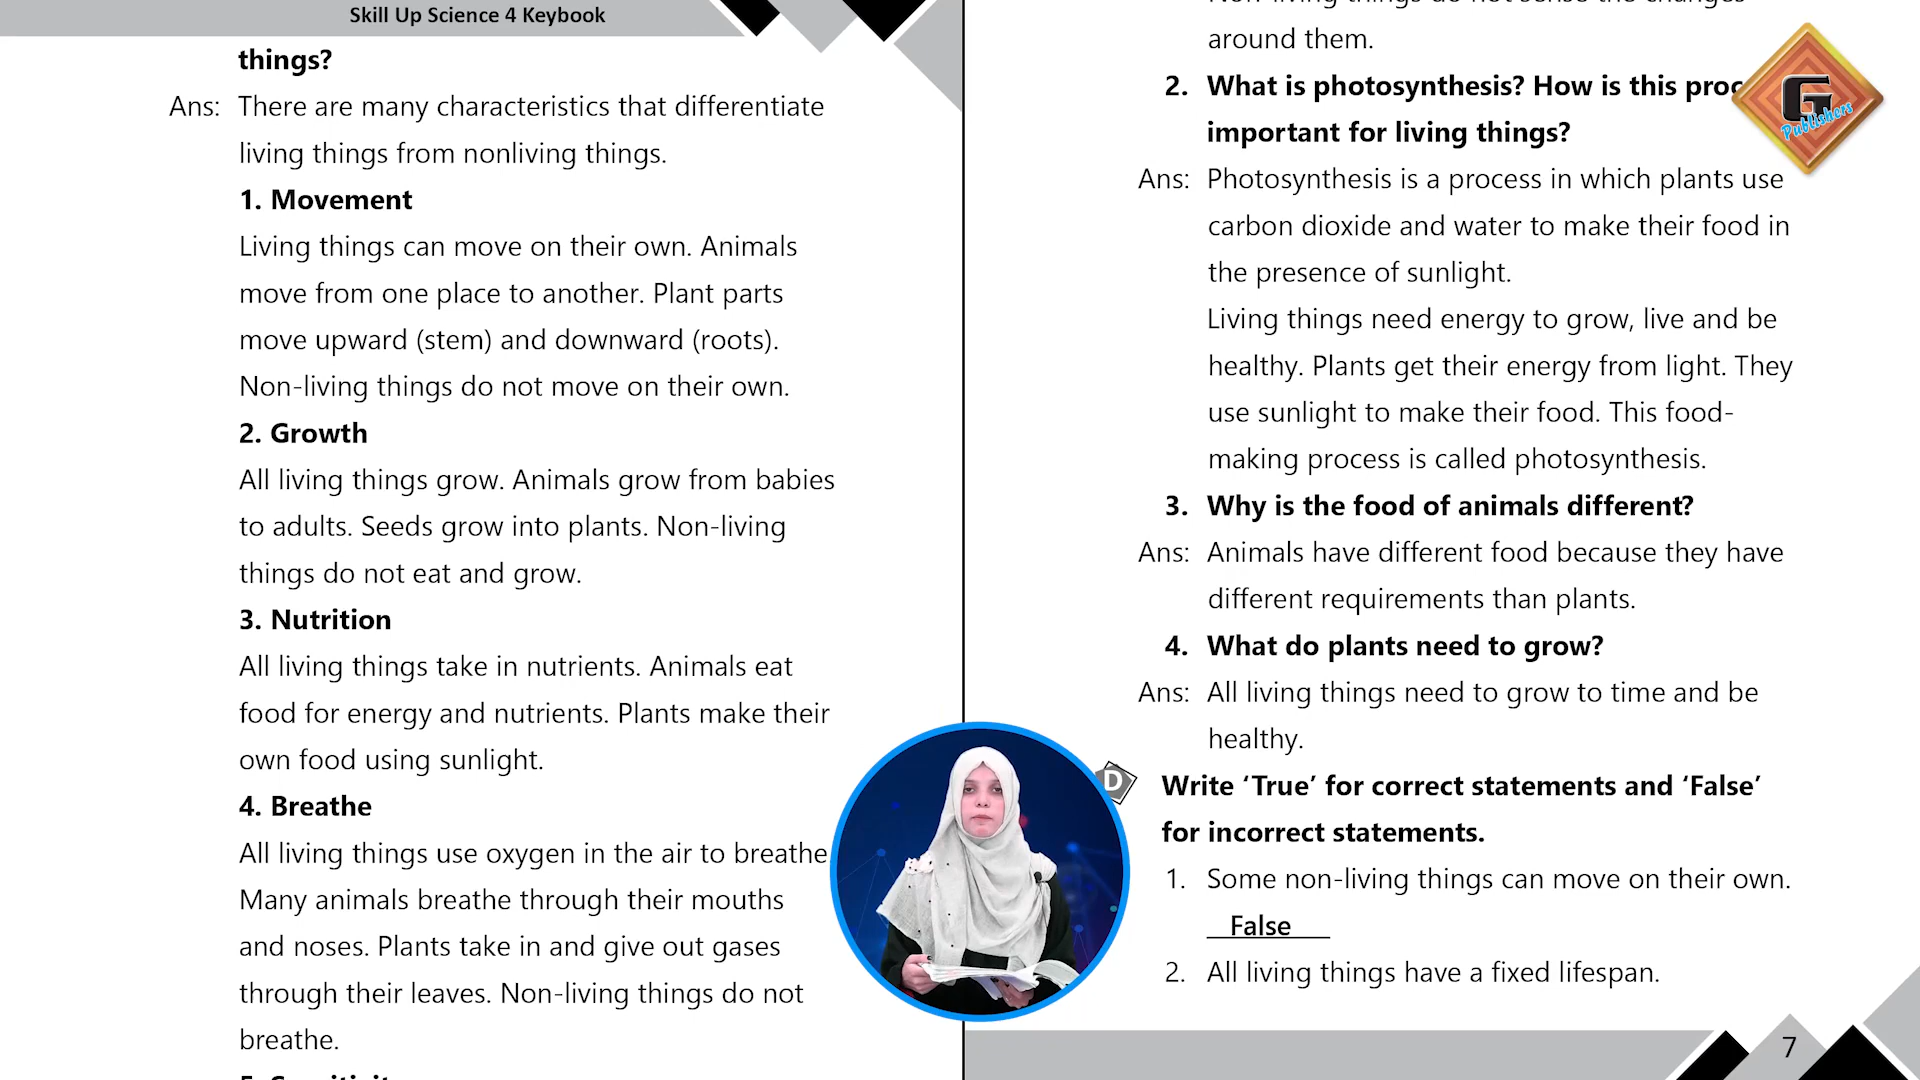 Skill Up Science 4 Keybook
things?
Ans: There are many characteristics that differentiate
living things from nonliving things.
1. Movement
Living things can move on their own. Animals
move from one place to another. Plant parts
move upward (stem) and downward (roots).
Non-living things do not move on their own.
2. Growth
All living things grow. Animals grow from babies
to adults. Seeds grow into plants. Non-living
things do not eat and grow.
3. Nutrition
All living things take in nutrients. Animals eat
food for energy and nutrients. Plants make their
own food using sunlight.
4. Breathe
All living things use oxygen in the air to breathe
Many animals breathe through their mouths
and noses. Plants take in and give out gases
through their leaves. Non-living things do not
breathe.
5. Sensitivit
Non-living things do not sense the changes
around them.
2. What is photosynthesis? How is this proc
important for living things?
Ans: Photosynthesis is a process in which plants use
carbon dioxide and water to make their food in
the presence of sunlight.
Living things need energy to grow, live and be
healthy. Plants get their energy from light. They
use sunlight to make their food. This food-
making process is called photosynthesis.
3. Why is the food of animals different?
Ans: Animals have different food because they have
different requirements than plants.
4. What do plants need to grow?
Ans: All living things need to grow to time and be
healthy.
D Write ‘True’ for correct statements and ‘False’
for incorrect statements.
1. Some non-living things can move on their own.
False
2. All living things have a fixed lifespan.
7
G
Publishers